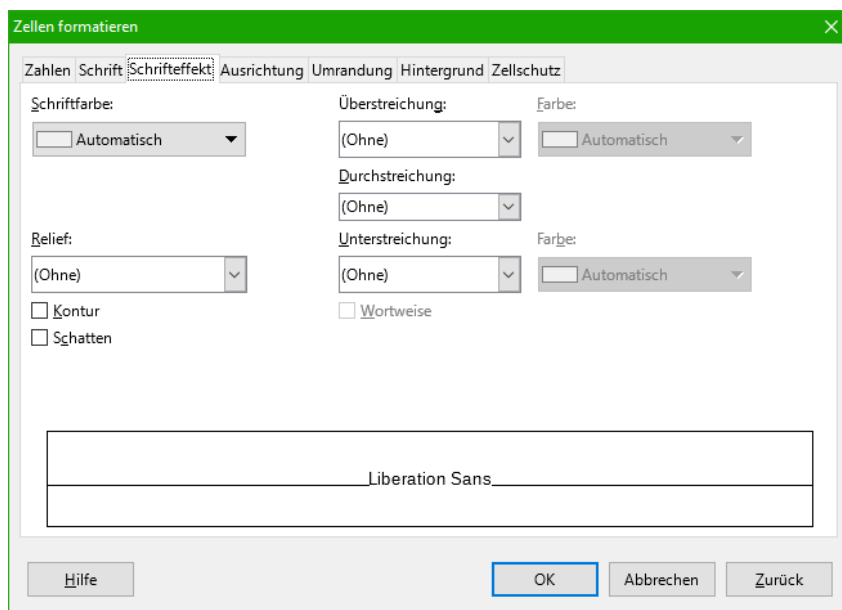 Zellen formatieren
Zahlen Schrift Schrifteffekt Ausrichtung Umrandung Hintergrund Zellschutz
Schriftfarbe: Überstreichung: Farbe:
Automatisch (Ohne) Automatisch
Durchstreichung:
(Ohne)
Relief: Unterstreichung: Farbe:
(Ohne) (Ohne) Automatisch
Kontur Wortweise
Schatten
Liberation Sans
Hilfe OK Abbrechen Zurück